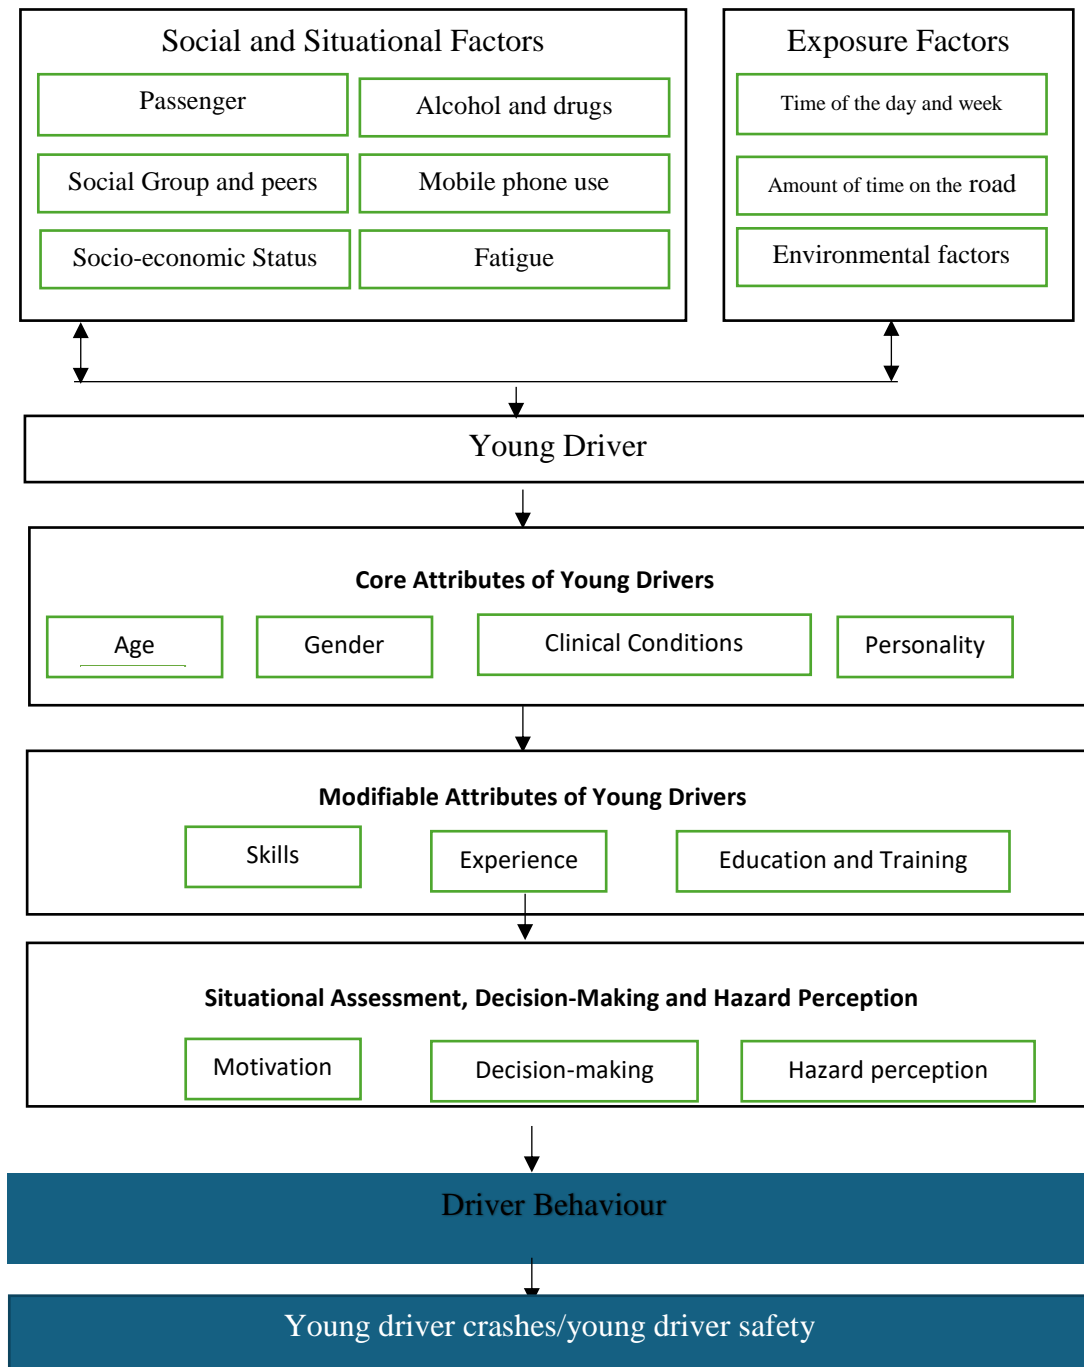 Social and Situational Factors
Passenger
Alcohol and drugs
Social Group and peers
Mobile phone use
Socio-economic Status
Fatigue
Exposure Factors
Time of the day and week
Amount of time on the road
Environmental factors
Young Driver
Core Attributes of Young Drivers
Age
Gender
Clinical Conditions
Personality
Modifiable Attributes of Young Drivers
Skills
Experience
Education and Training
Situational Assessment, Decision-Making and Hazard Perception
Motivation
Decision-making
Hazard perception
Driver Behaviour
Young driver crashes/young driver safety